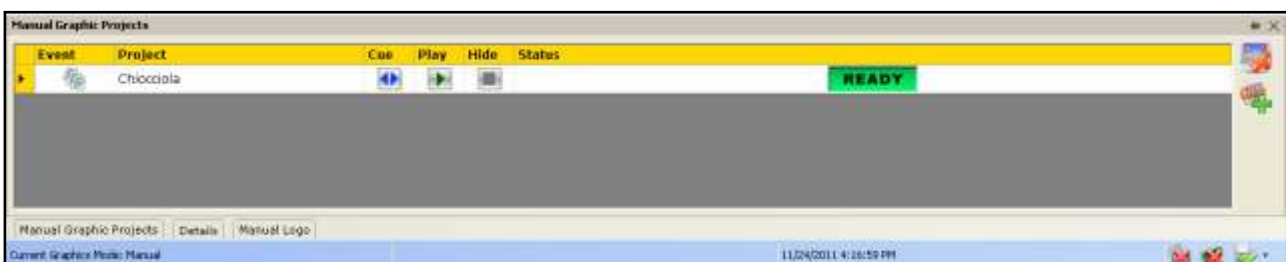 Manual Graphic Projects
Event Project Cue Play Hide Status
Chiocciola READY
Manual Graphic Projects Details Manual Logo
Current Graphics Mode: Manual 11/24/2011 4:26:59 PM